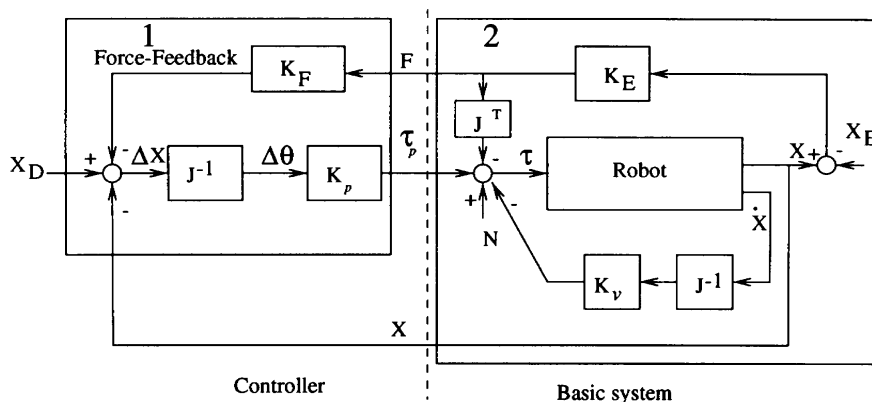 1
Force-Feedback
K_F
F
2
K_E
J^T
X_D
+
-
ΔX
J^-1
Δθ
K_p
τ_p
-
τ
Robot
X
+
-
X_E
-
+
-
N
Ẋ
K_v
J^-1
X
Controller
Basic system